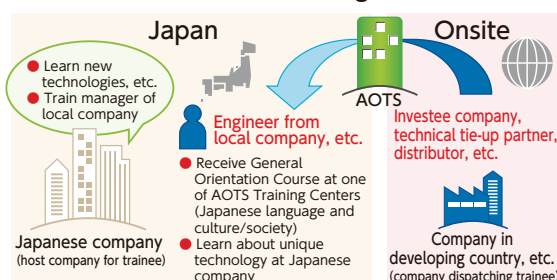 Japan
Onsite
● Learn new
technologies, etc.
● Train manager of
local company
AOTS
Engineer from
local company, etc.
Investee company,
technical tie-up partner,
distributor, etc.
● Receive General
Orientation Course at one
of AOTS Training Centers
(Japanese language and
culture/society)
● Learn about unique
technology at Japanese
company
Japanese company
(host company for trainee)
Company in
developing country, etc.
(company dispatching trainee)